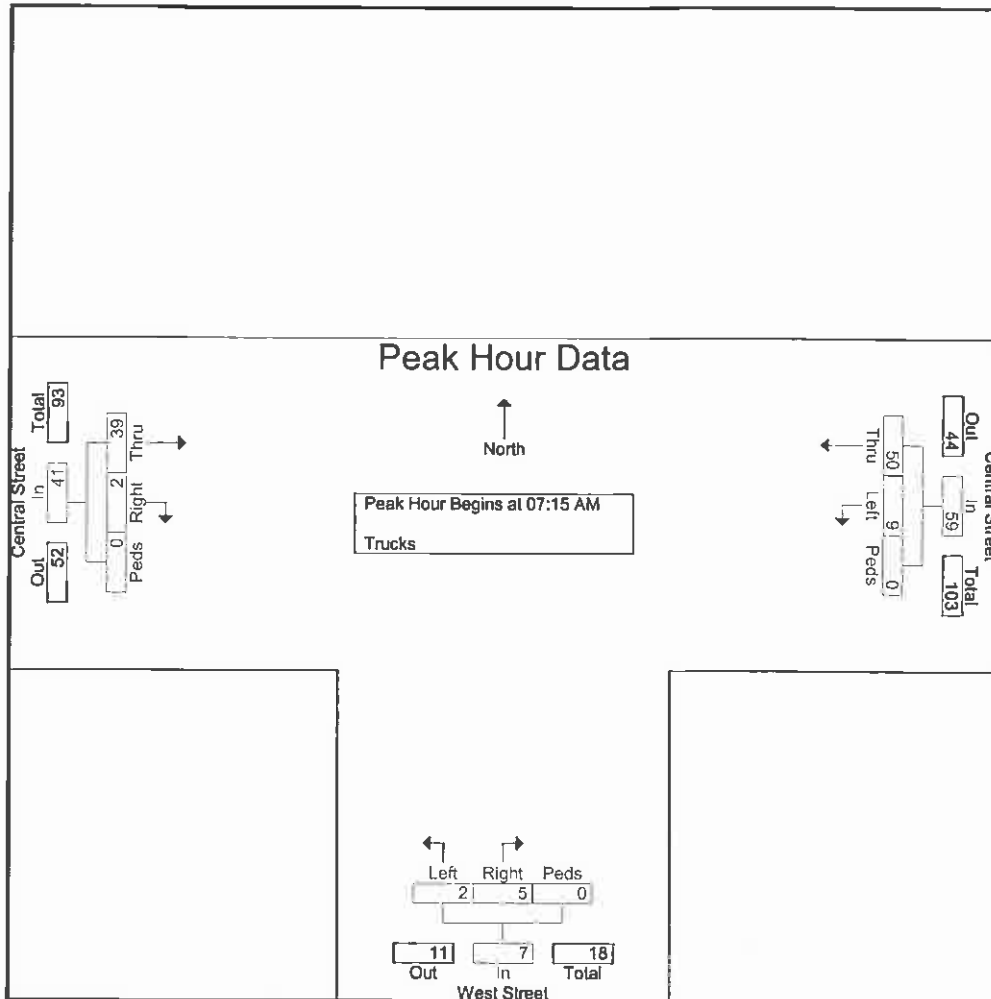 Peak Hour Data
North
Peak Hour Begins at 07:15 AM
Trucks
Central Street
Out In Total
52 41 93
Peds Right Thru
0 2 39
Central Street
Out In Total
44 59 103
Thru Left Peds
50 9 0
Left Right Peds
2 5 0
11 7 18
Out In Total
West Street